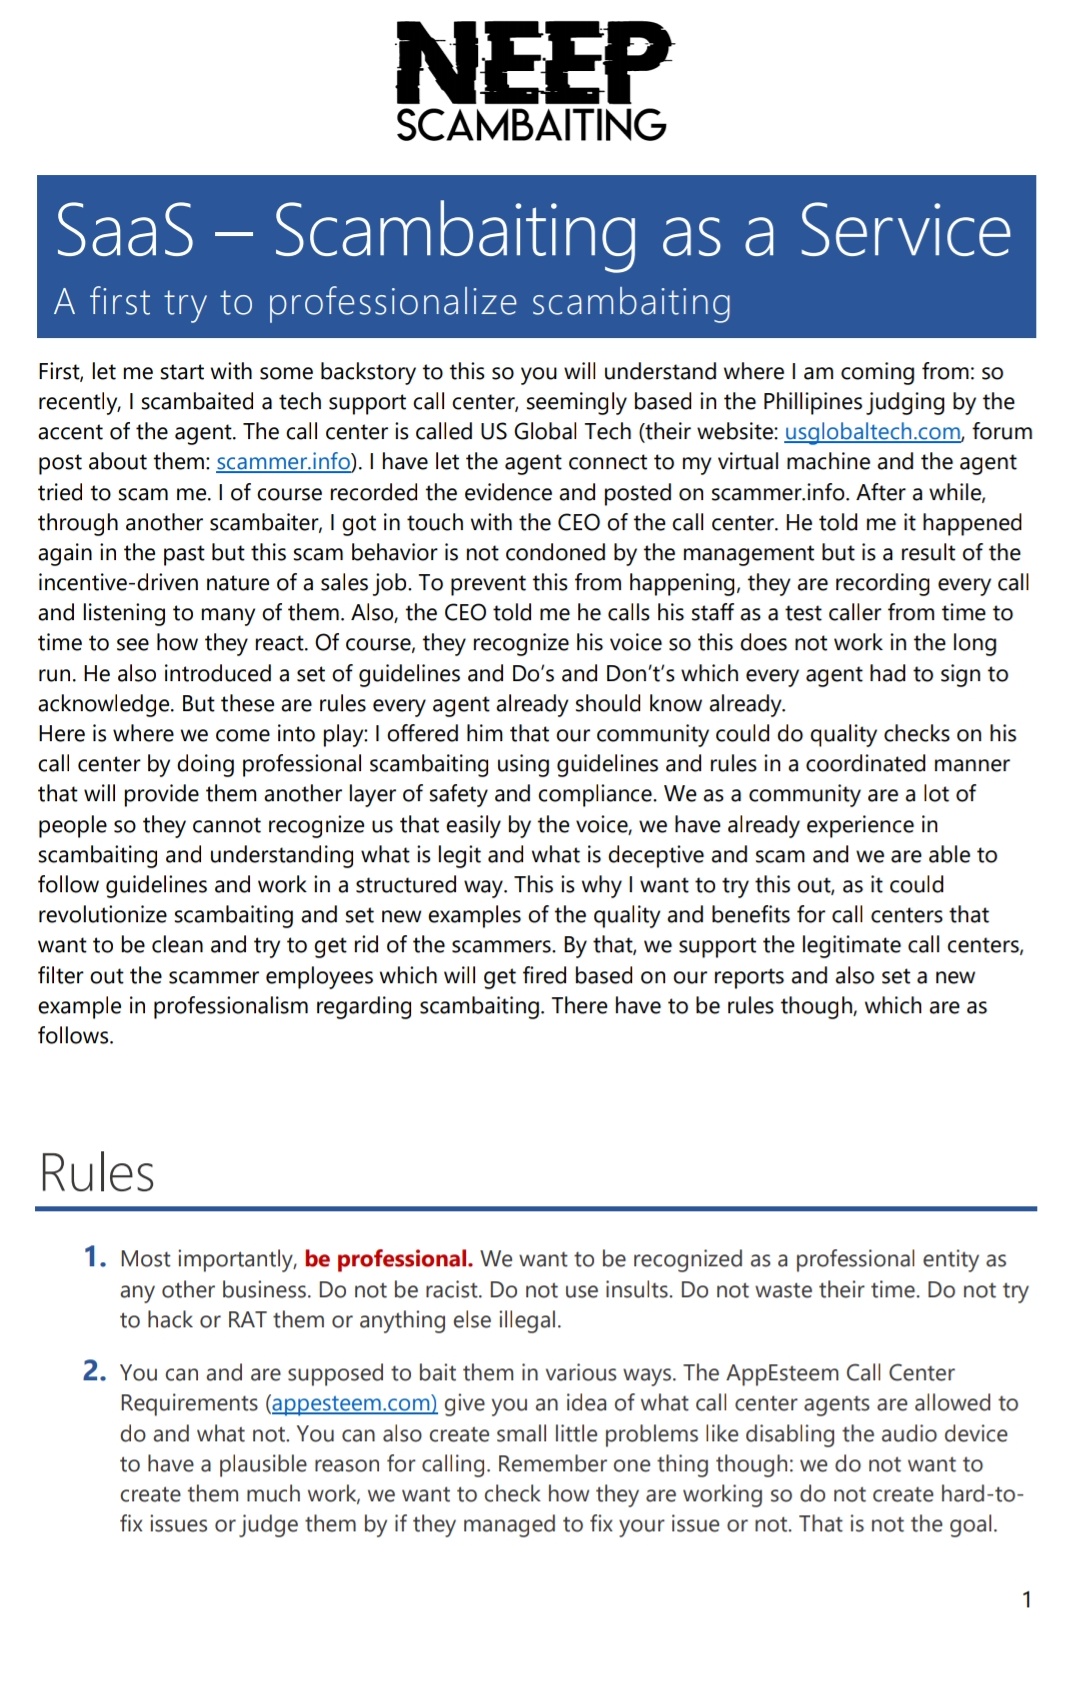 NEEP
SCAMBAITING
SaaS – Scambaiting as a Service
A first try to professionalize scambaiting
First, let me start with some backstory to this so you will understand where I am coming from: so
recently, I scambaited a tech support call center, seemingly based in the Phillipines judging by the
accent of the agent. The call center is called US Global Tech (their website: usglobaltech.com, forum
post about them: scammer.info). I have let the agent connect to my virtual machine and the agent
tried to scam me. I of course recorded the evidence and posted on scammer.info. After a while,
through another scambaiter, I got in touch with the CEO of the call center. He told me it happened
again in the past but this scam behavior is not condoned by the management but is a result of the
incentive-driven nature of a sales job. To prevent this from happening, they are recording every call
and listening to many of them. Also, the CEO told me he calls his staff as a test caller from time to
time to see how they react. Of course, they recognize his voice so this does not work in the long
run. He also introduced a set of guidelines and Do's and Don't's which every agent had to sign to
acknowledge. But these are rules every agent already should know already.
Here is where we come into play: I offered him that our community could do quality checks on his
call center by doing professional scambaiting using guidelines and rules in a coordinated manner
that will provide them another layer of safety and compliance. We as a community are a lot of
people so they cannot recognize us that easily by the voice, we have already experience in
scambaiting and understanding what is legit and what is deceptive and scam and we are able to
follow guidelines and work in a structured way. This is why I want to try this out, as it could
revolutionize scambaiting and set new examples of the quality and benefits for call centers that
want to be clean and try to get rid of the scammers. By that, we support the legitimate call centers,
filter out the scammer employees which will get fired based on our reports and also set a new
example in professionalism regarding scambaiting. There have to be rules though, which are as
follows.
Rules
1. Most importantly, be professional. We want to be recognized as a professional entity as
any other business. Do not be racist. Do not use insults. Do not waste their time. Do not try
to hack or RAT them or anything else illegal.
2. You can and are supposed to bait them in various ways. The AppEsteem Call Center
Requirements (appesteem.com) give you an idea of what call center agents are allowed to
do and what not. You can also create small little problems like disabling the audio device
to have a plausible reason for calling. Remember one thing though: we do not want to
create them much work, we want to check how they are working so do not create hard-to-
fix issues or judge them by if they managed to fix your issue or not. That is not the goal.
1